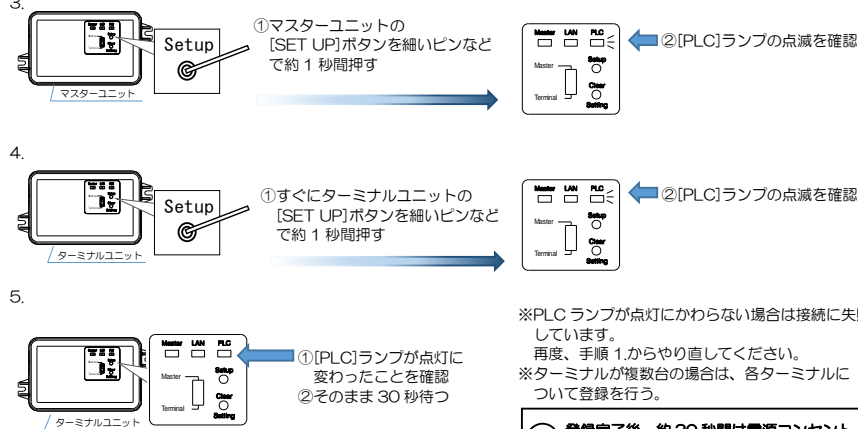 3.
Setup
マスターユニット
①マスターユニットの
[SET UP]ボタンを細いピンなど
で約 1 秒間押す
Master LAN PLC
Master
Setup
Terminal
Clear
Setting
②[PLC]ランプの点滅を確認
4.
Setup
ターミナルユニット
①すぐにターミナルユニットの
[SET UP]ボタンを細いピンなど
で約 1 秒間押す
Master LAN PLC
Master
Setup
Terminal
Clear
Setting
②[PLC]ランプの点滅を確認
5.
ターミナルユニット
Master LAN PLC
Master
Setup
Terminal
Clear
Setting
①[PLC]ランプが点灯に
変わったことを確認
②そのまま 30 秒待つ
※PLC ランプが点灯にかわらない場合は接続に失
しています。
再度、手順 1.からやり直してください。
※ターミナルが複数台の場合は、各ターミナルに
ついて登録を行う。